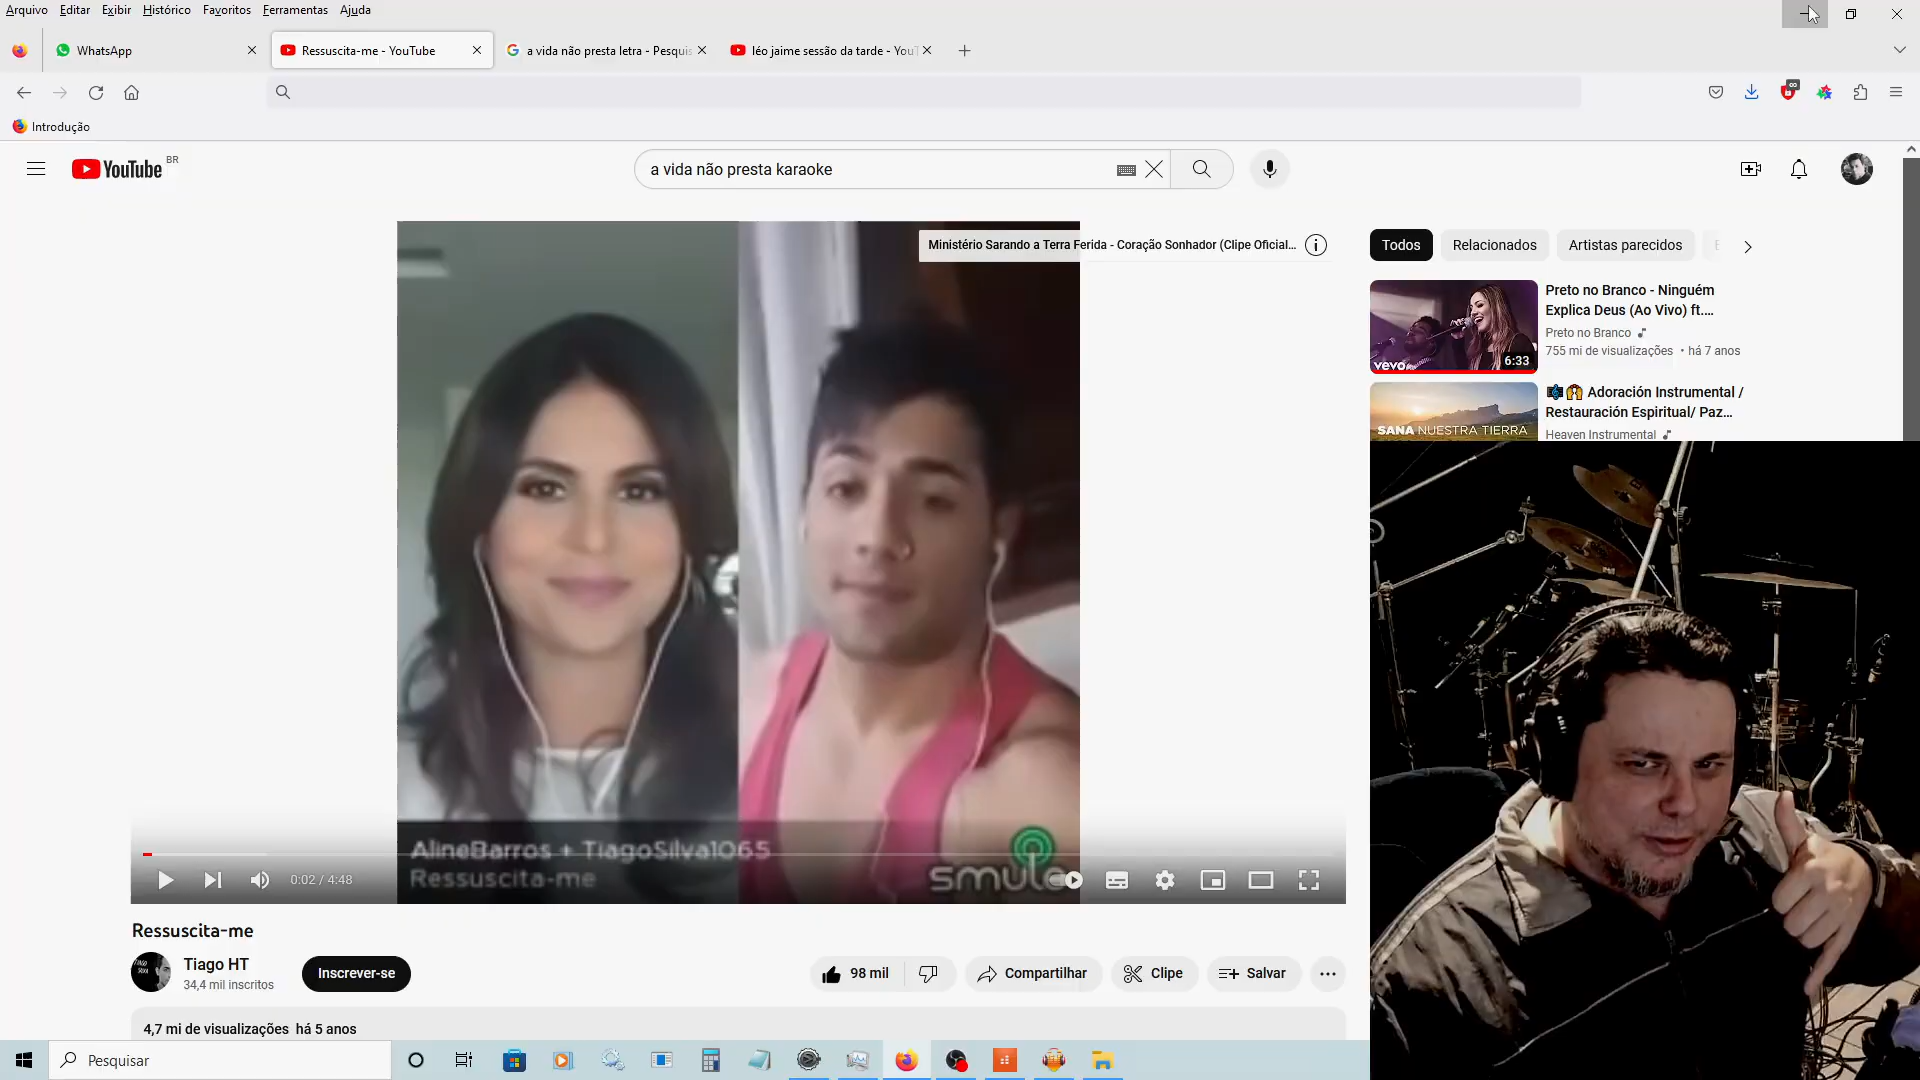 Arquivo Editar Exibir Histórico Favoritos Ferramentas Ajuda
WhatsApp
Ressuscita-me - YouTube
a vida não presta letra - Pesquis
léo jaime sessão da tarde - You
Introdução
YouTube BR
a vida não presta karaoke
Ministério Sarando a Terra Ferida - Coração Sonhador (Clipe Oficial...
Todos Relacionados Artistas parecidos
Preto no Branco - Ninguém
Explica Deus (Ao Vivo) ft....
Preto no Branco
755 mi de visualizações • há 7 anos
vevo
6:33
Adoración Instrumental /
Restauración Espiritual/ Paz...
Heaven Instrumental
SANA NUESTRA TIERRA
AlineBarros + TiagoSilva1065
Ressuscita-me
smule
0:02 / 4:48
Ressuscita-me
Tiago HT
34,4 mil inscritos
Inscrever-se
98 mil
Compartilhar
Clipe
Salvar
4,7 mi de visualizações há 5 anos
Pesquisar